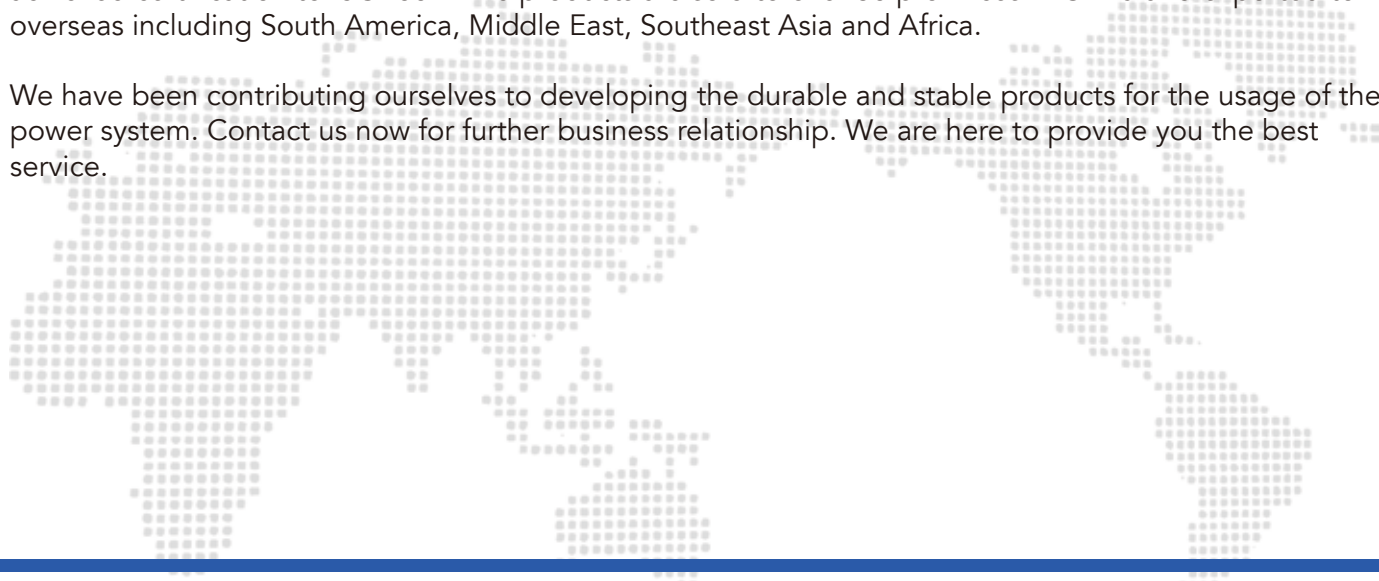 overseas including South America, Middle East, Southeast Asia and Africa.
We have been contributing ourselves to developing the durable and stable products for the usage of the
power system. Contact us now for further business relationship. We are here to provide you the best
service.